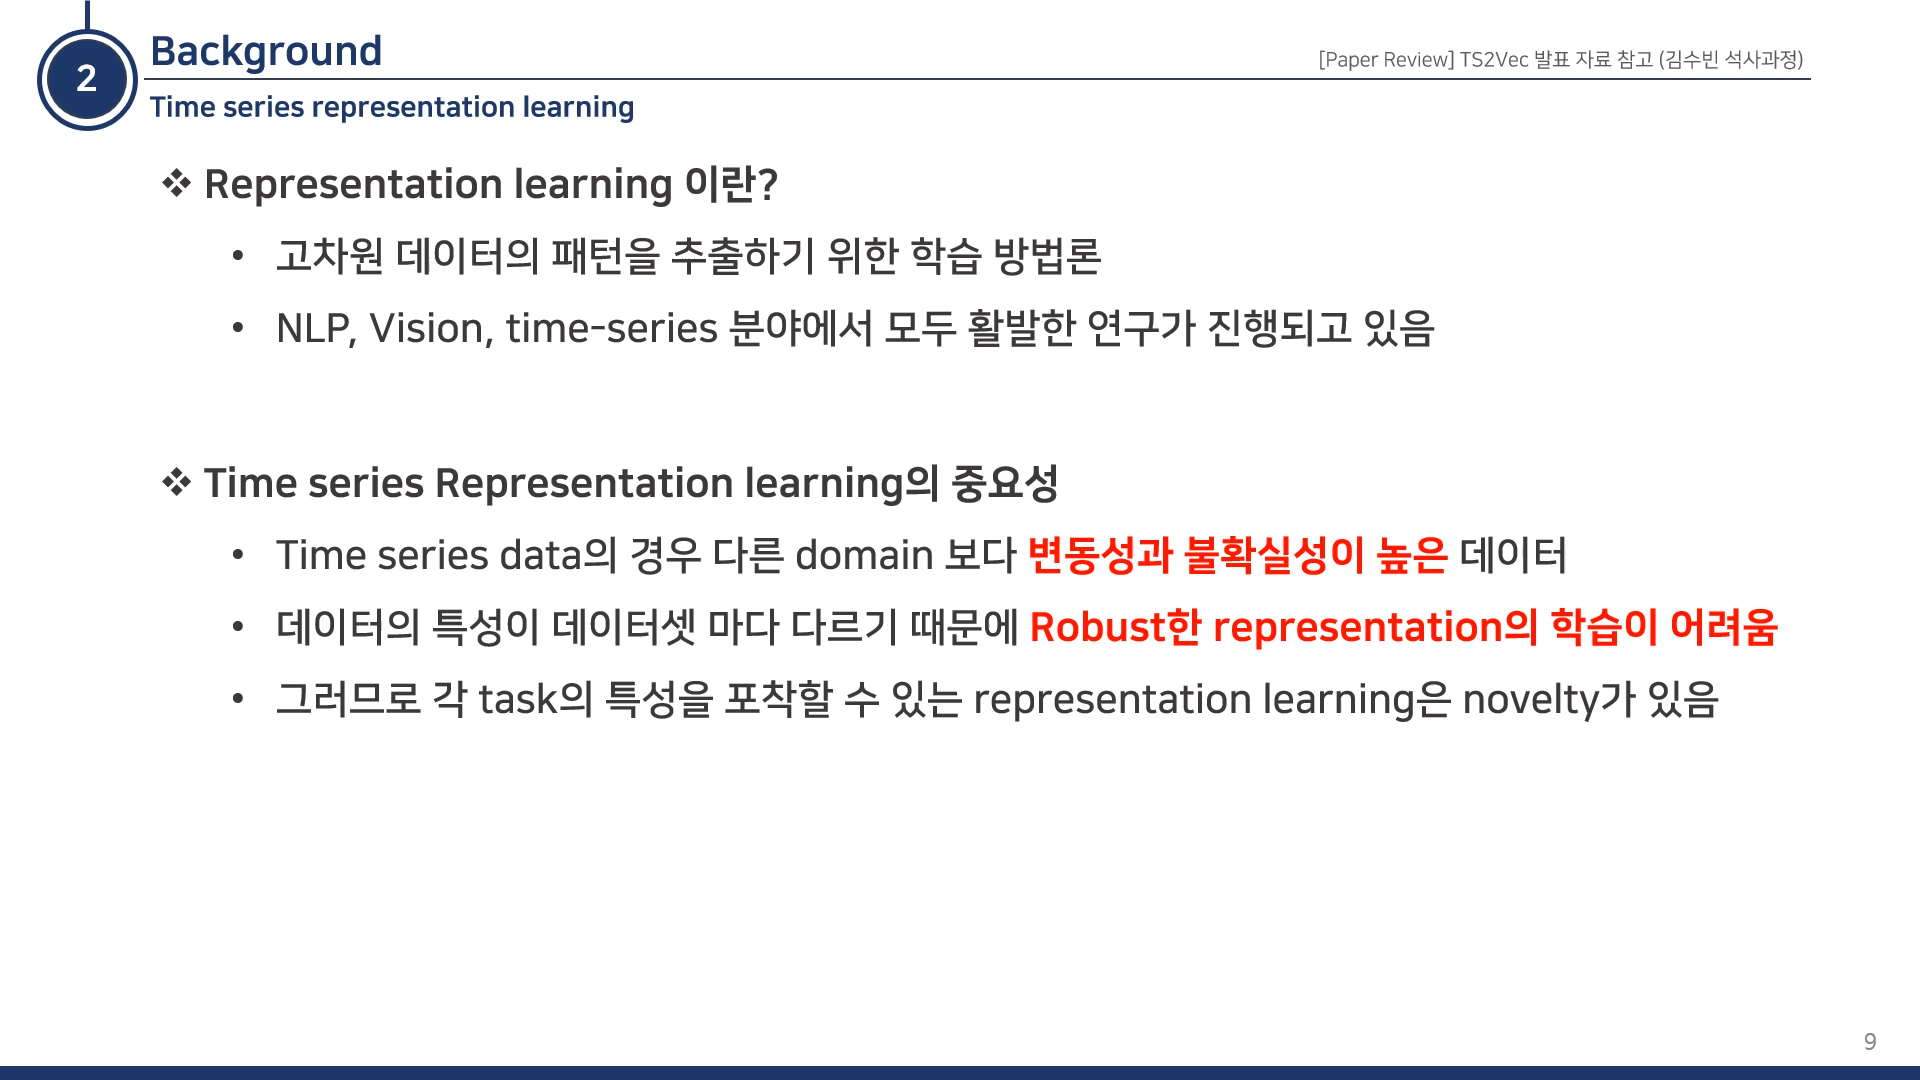 2
Background
[Paper Review] TS2Vec 발표 자료 참고 (김수빈 석사과정)
Time series representation learning
❖ Representation learning 이란?
• 고차원 데이터의 패턴을 추출하기 위한 학습 방법론
• NLP, Vision, time-series 분야에서 모두 활발한 연구가 진행되고 있음
❖ Time series Representation learning의 중요성
• Time series data의 경우 다른 domain 보다 변동성과 불확실성이 높은 데이터
• 데이터의 특성이 데이터셋 마다 다르기 때문에 Robust한 representation의 학습이 어려움
• 그러므로 각 task의 특성을 포착할 수 있는 representation learning은 novelty가 있음
9